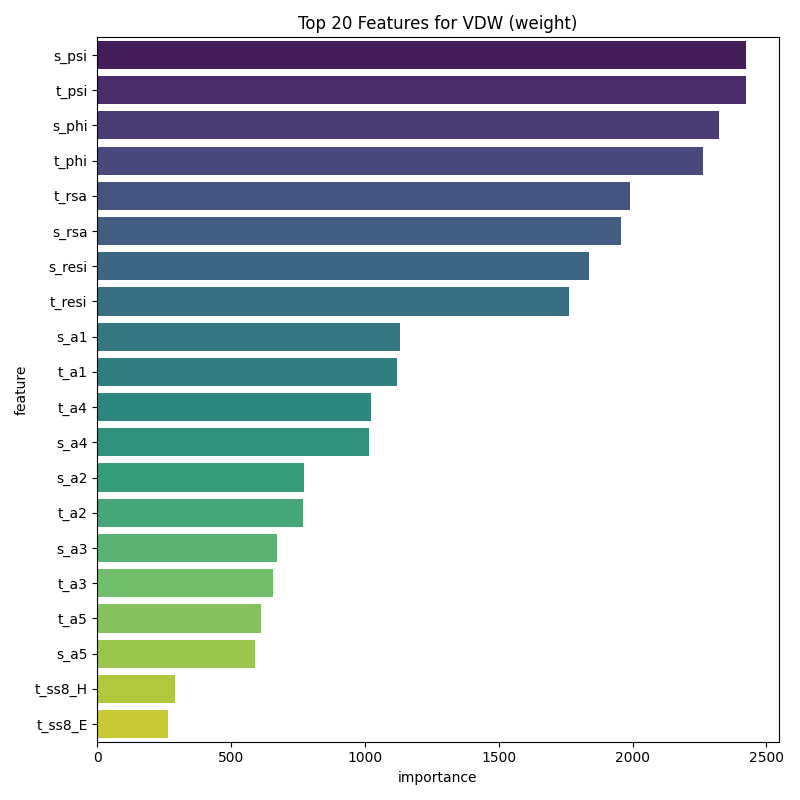 Top 20 Features for VDW (weight)
s_psi
t_psi
s_phi
t_phi
t_rsa
s_rsa
s_resi
t_resi
s_a1
t_a1
t_a4
s_a4
s_a2
t_a2
s_a3
t_a3
t_a5
s_a5
t_ss8_H
t_ss8_E
feature
0 500 1000 1500 2000 2500
importance